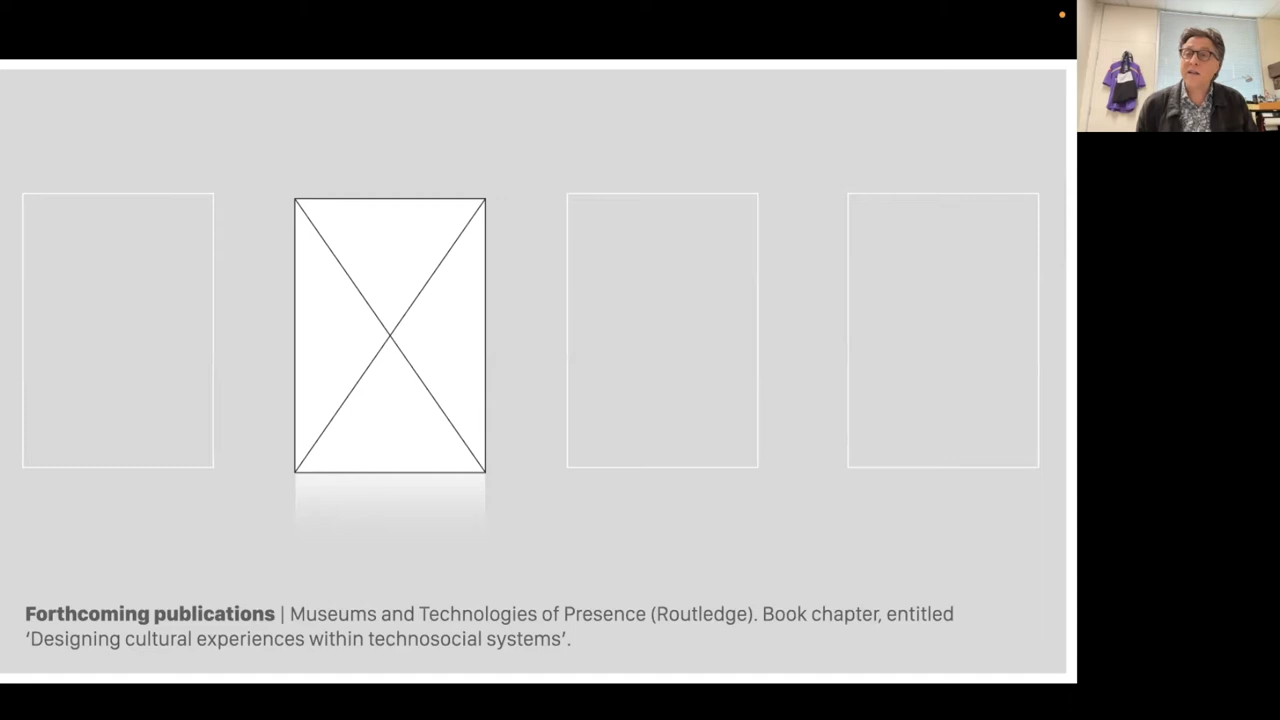 Forthcoming publications | Museums and Technologies of Presence (Routledge). Book chapter, entitled
‘Designing cultural experiences within technosocial systems’.